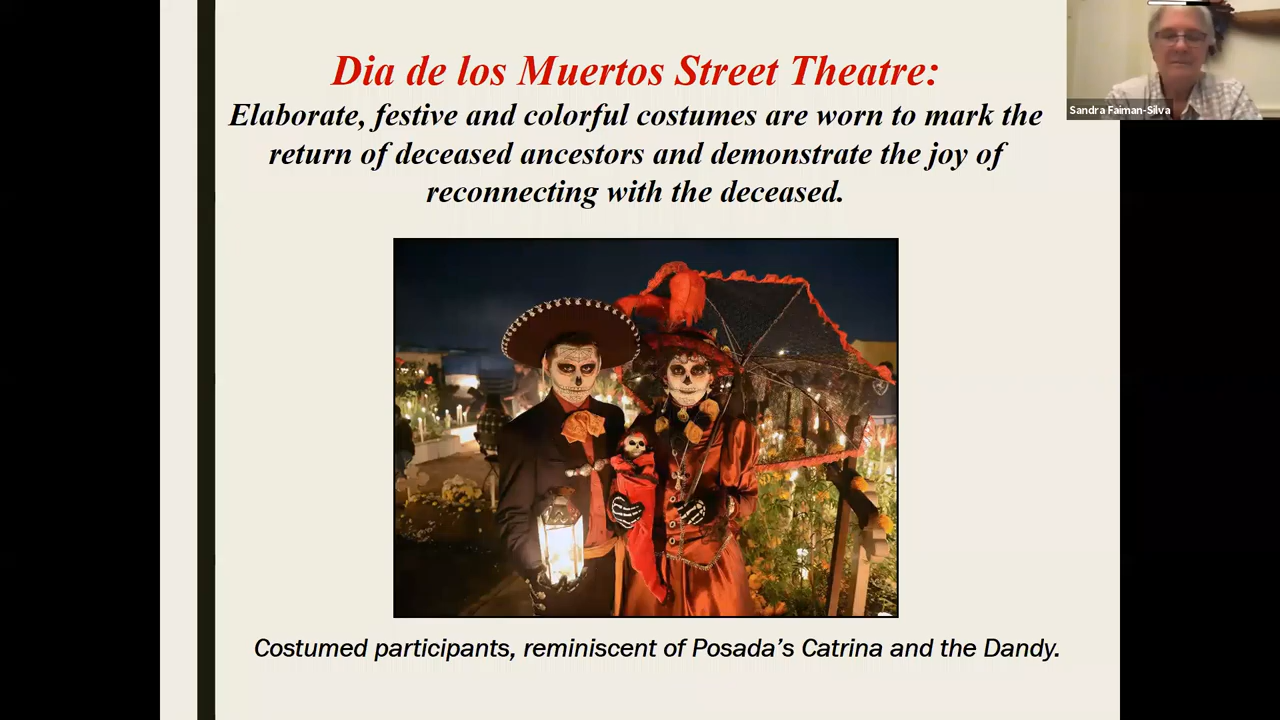 Dia de los Muertos Street Theatre:
Elaborate, festive and colorful costumes are worn to mark the
return of deceased ancestors and demonstrate the joy of
reconnecting with the deceased.
Sandra Faiman-Silva
Costumed participants, reminiscent of Posada's Catrina and the Dandy.